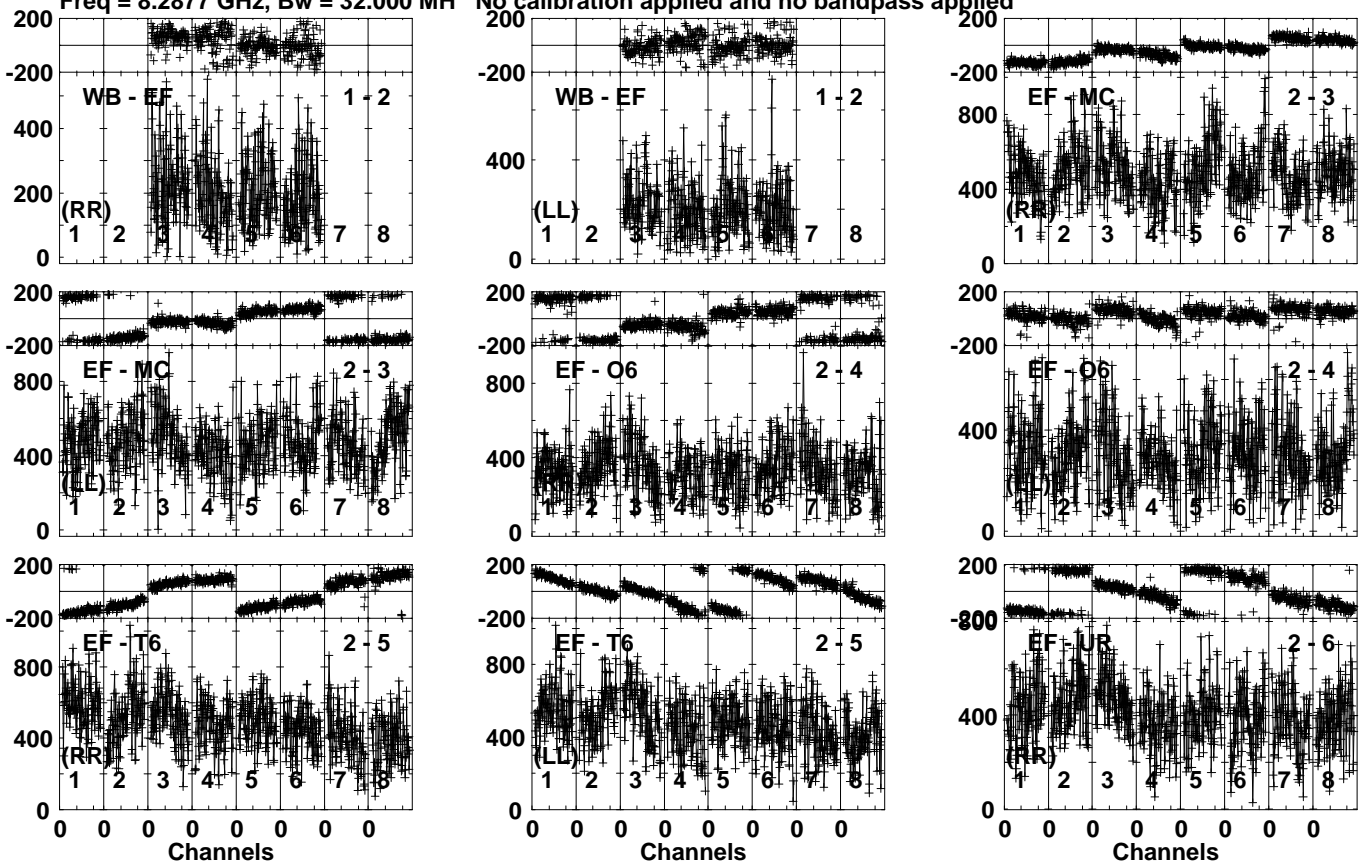 Freq = 8.2877 GHz, Bw = 32.000 MH No calibration applied and no bandpass applied
200
-200
WB - EF 1 - 2
400
200
0
(RR)
1 2 3 4 5 6 7 8
200
-200
WB - EF 1 - 2
400
0
(LL)
1 2 3 4 5 6 7 8
200
-200
EF - MC 2 - 3
800
400
0
(RR)
1 2 3 4 5 6 7 8
200
-200
EF - MC 2 - 3
800
400
0
(LL)
1 2 3 4 5 6 7 8
200
-200
EF - O6 2 - 4
800
400
0
(RR)
1 2 3 4 5 6 7 8
200
-200
EF - O6 2 - 4
400
0
(LL)
1 2 3 4 5 6 7 8
200
-200
EF - T6 2 - 5
800
400
0
(RR)
1 2 3 4 5 6 7 8
0 0 0 0 0 0 0 0
Channels
200
-200
EF - T6 2 - 5
800
400
0
(LL)
1 2 3 4 5 6 7 8
0 0 0 0 0 0 0 0
Channels
200
-200
800
EF - UR 2 - 6
400
0
(RR)
1 2 3 4 5 6 7 8
0 0 0 0 0 0 0 0
Channels